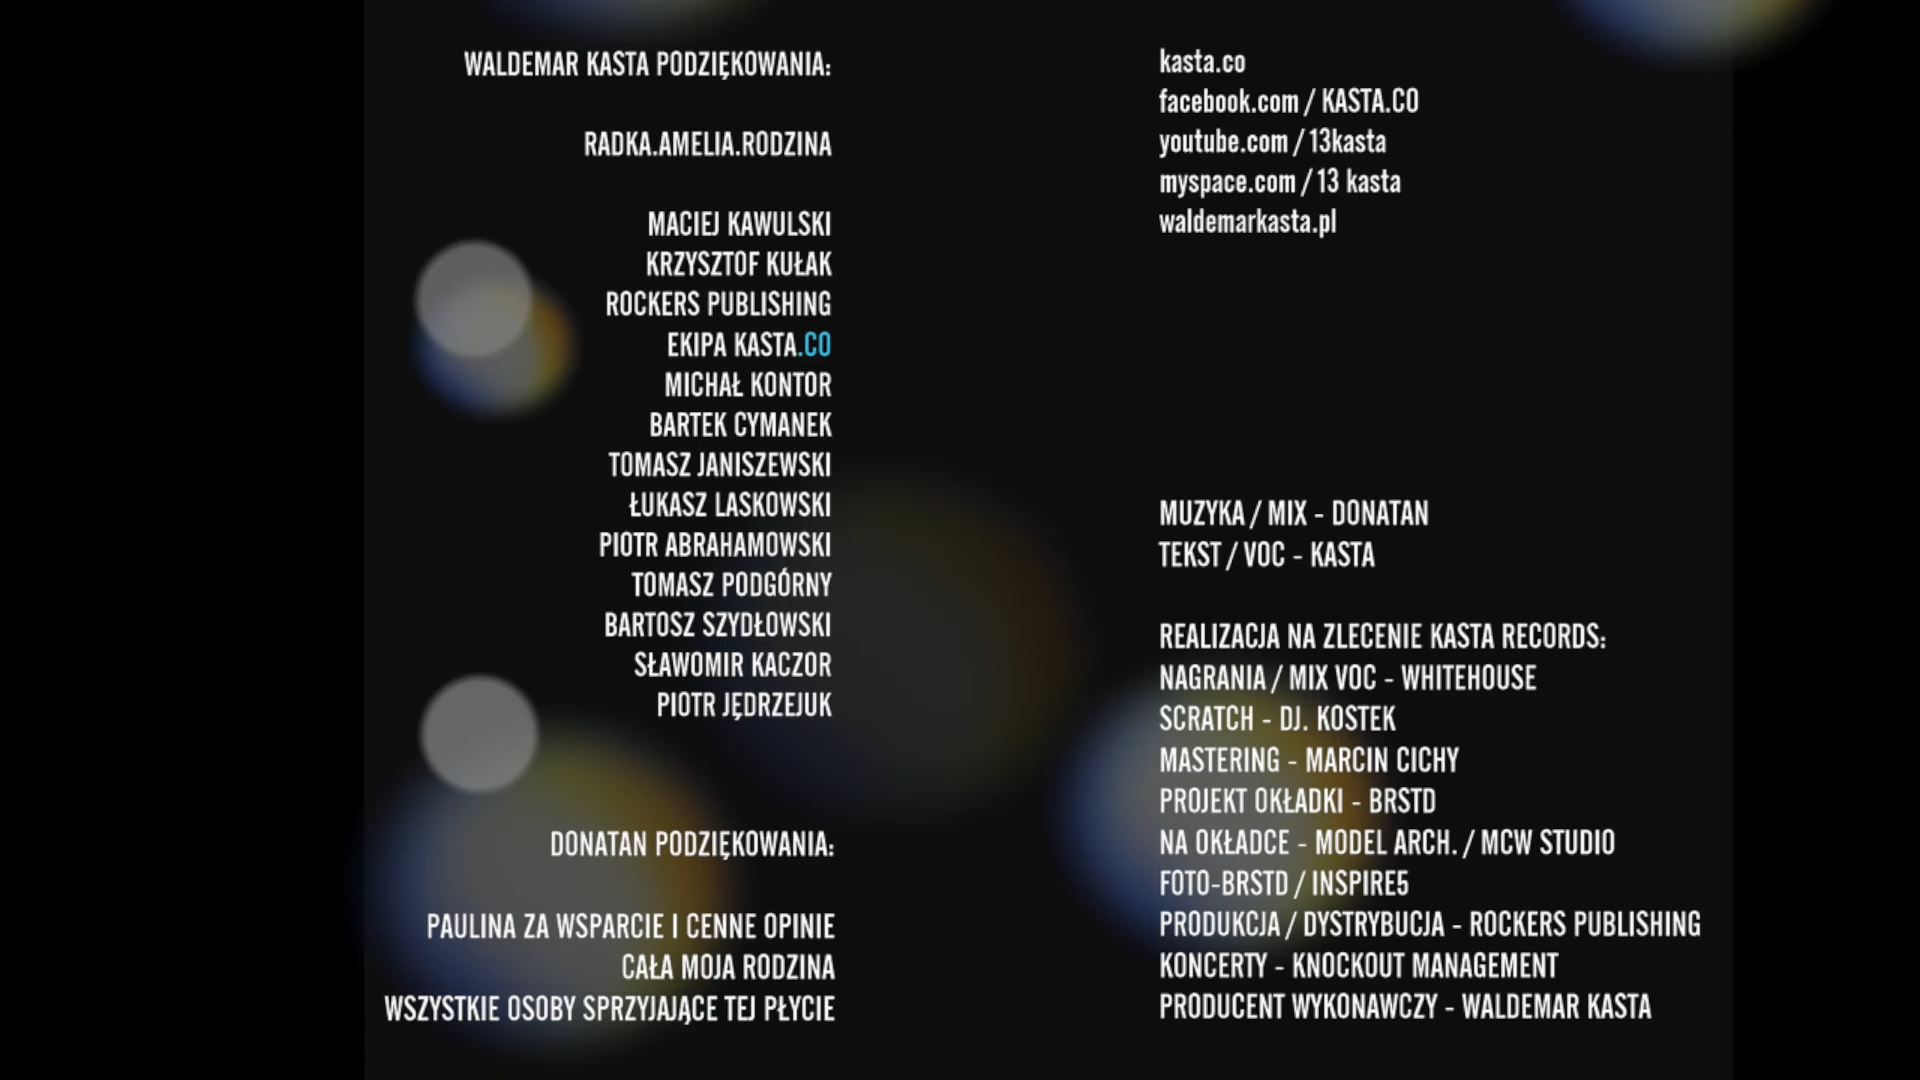 WALDEMAR KASTA PODZIĘKOWANIA:
RADKA.AMELIA.RODZINA
MACIEJ KAWULSKI
KRZYSZTOF KUŁAK
ROCKERS PUBLISHING
EKIPA KASTA.CO
MICHAŁ KONTOR
BARTEK CYMANEK
TOMASZ JANISZEWSKI
ŁUKASZ LASKOWSKI
PIOTR ABRAHAMOWSKI
TOMASZ PODGÓRNY
BARTOSZ SZYDŁOWSKI
SŁAWOMIR KACZOR
PIOTR JĘDRZEJUK
DONATAN PODZIĘKOWANIA:
PAULINA ZA WSPARCIE I CENNE OPINIE
CAŁA MOJA RODZINA
WSZYSTKIE OSOBY SPRZYJAJĄCE TEJ PŁYCIE
kasta.co
facebook.com / KASTA.CO
youtube.com / 13kasta
myspace.com / 13 kasta
waldemarkasta.pl
MUZYKA / MIX - DONATAN
TEKST / VOC - KASTA
REALIZACJA NA ZLECENIE KASTA RECORDS:
NAGRANIA / MIX VOC - WHITEHOUSE
SCRATCH - DJ. KOSTEK
MASTERING - MARCIN CICHY
PROJEKT OKŁADKI - BRSTD
NA OKŁADCE - MODEL ARCH. / MCW STUDIO
FOTO-BRSTD / INSPIRE5
PRODUKCJA / DYSTRYBUCJA - ROCKERS PUBLISHING
KONCERTY - KNOCKOUT MANAGEMENT
PRODUCENT WYKONAWCZY - WALDEMAR KASTA